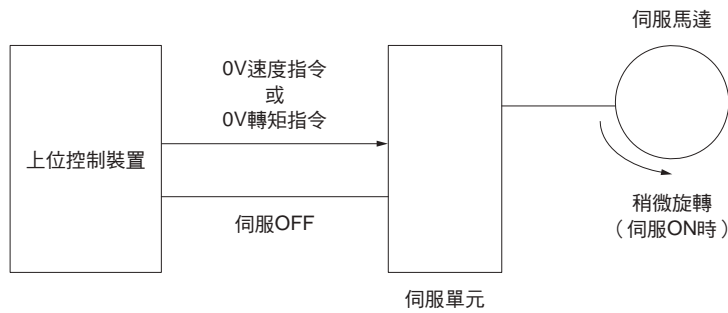 伺服馬達
0V速度指令
或
0V轉矩指令
上位控制裝置
稍微旋轉
（伺服ON時）
伺服OFF
伺服單元